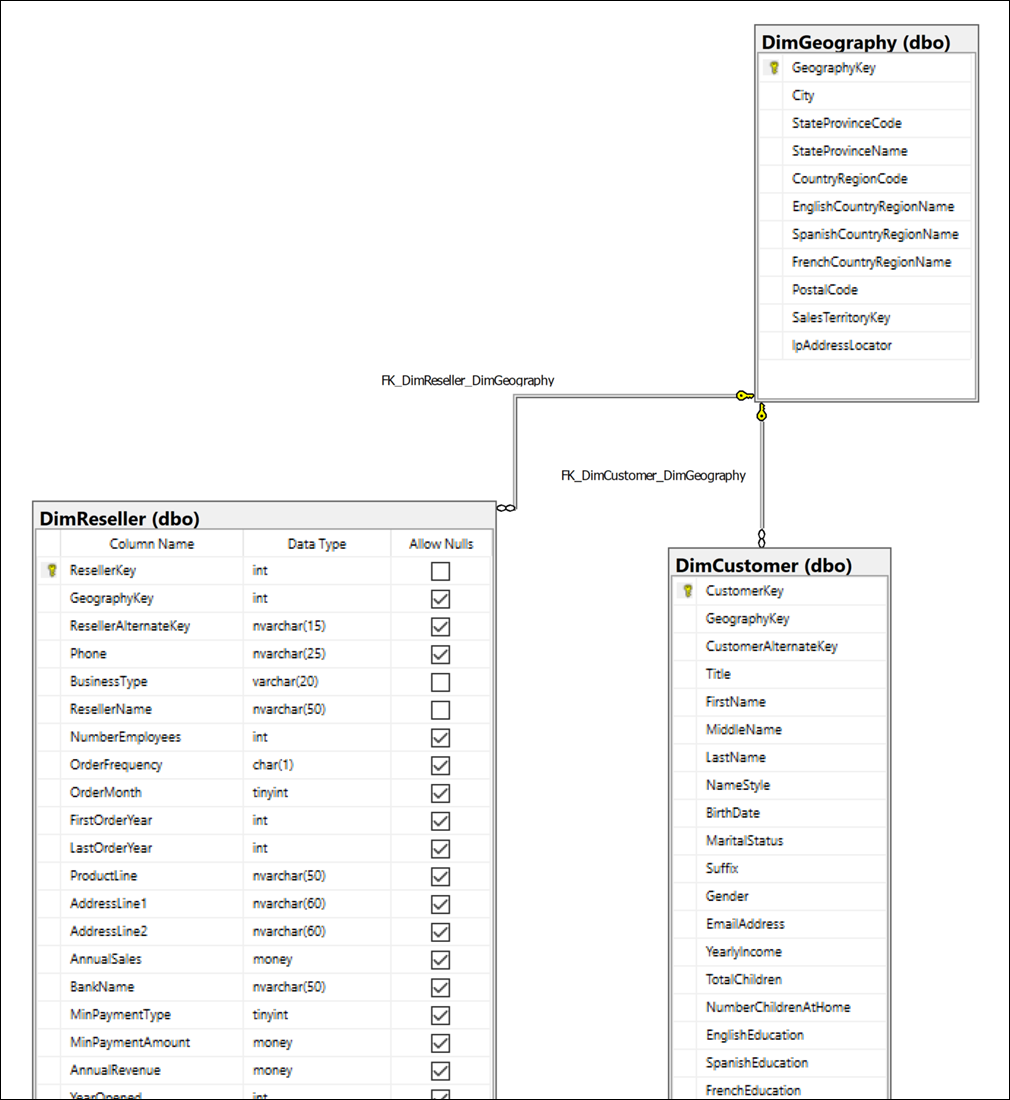 DimGeography (dbo)
GeographyKey
City
StateProvinceCode
StateProvinceName
CountryRegionCode
EnglishCountryRegionName
SpanishCountryRegionName
FrenchCountryRegionName
PostalCode
SalesTerritoryKey
IpAddressLocator
FK_DimReseller_DimGeography
FK_DimCustomer_DimGeography
DimReseller (dbo)
Column Name Data Type Allow Nulls
ResellerKey int
GeographyKey int
ResellerAlternateKey nvarchar(15)
Phone nvarchar(25)
BusinessType varchar(20)
ResellerName nvarchar(50)
NumberEmployees int
OrderFrequency char(1)
OrderMonth tinyint
FirstOrderYear int
LastOrderYear int
ProductLine nvarchar(50)
AddressLine1 nvarchar(60)
AddressLine2 nvarchar(60)
AnnualSales money
BankName nvarchar(50)
MinPaymentType tinyint
MinPaymentAmount money
AnnualRevenue money
YearOpened int
DimCustomer (dbo)
CustomerKey
GeographyKey
CustomerAlternateKey
Title
FirstName
MiddleName
LastName
NameStyle
BirthDate
MaritalStatus
Suffix
Gender
EmailAddress
YearlyIncome
TotalChildren
NumberChildrenAtHome
EnglishEducation
SpanishEducation
FrenchEducation